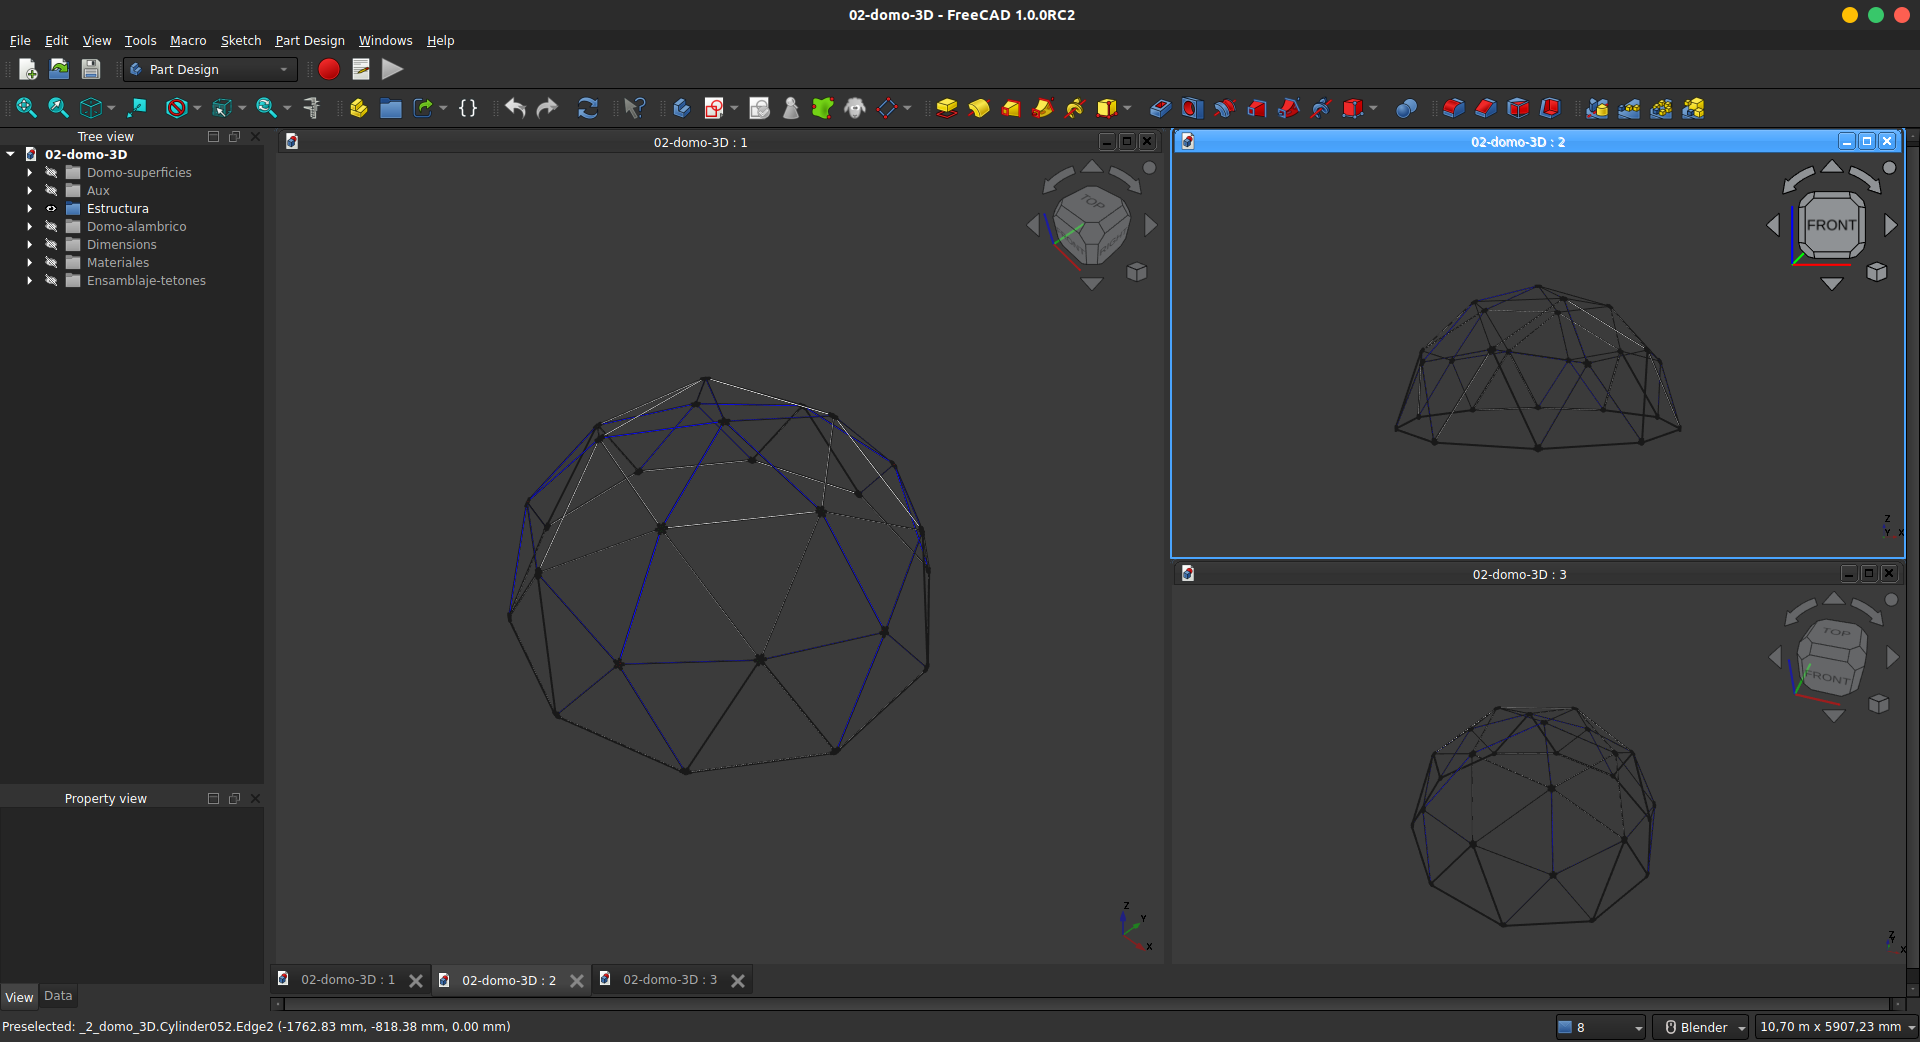 02-domo-3D - FreeCAD 1.0.0RC2
File Edit View Tools Macro Sketch Part Design Windows Help
Part Design
Tree view
02-domo-3D
Domo-superficies
Aux
Estructura
Domo-alambrico
Dimensions
Materiales
Ensamblaje-tetones
Property view
View Data
02-domo-3D : 1
TOP
Z
Y
X
02-domo-3D : 2
FRONT
Z
Y X
02-domo-3D : 3
TOP
FRONT
Z
Y
X
02-domo-3D : 1 02-domo-3D : 2 02-domo-3D : 3
Preselected: _2_domo_3D.Cylinder052.Edge2 (-1762.83 mm, -818.38 mm, 0.00 mm)
8 Blender 10,70 m x 5907,23 mm